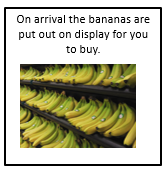 On arrival the bananas are
put out on display for you
to buy.